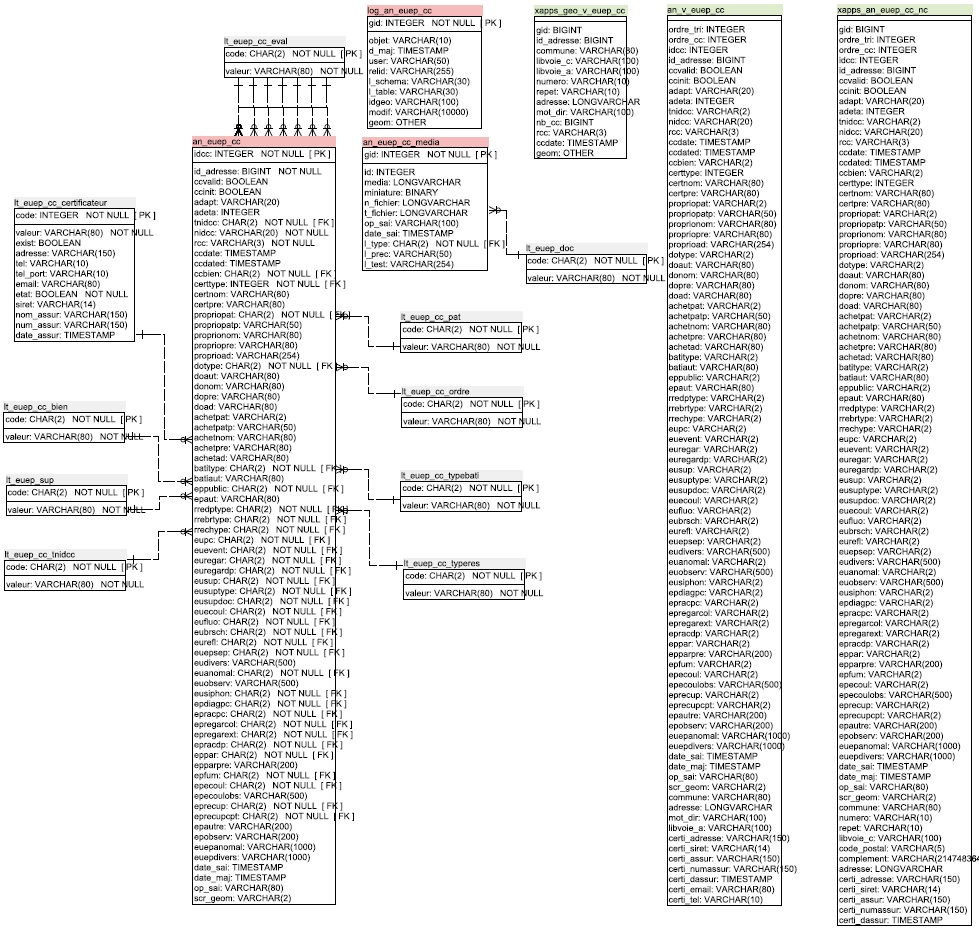 log_an_euep_cc
gid: INTEGER NOT NULL [ PK ]
objet: VARCHAR(10)
d_maj: TIMESTAMP
user: VARCHAR(50)
relid: VARCHAR(255)
l_schema: VARCHAR(30)
l_table: VARCHAR(30)
idgeo: VARCHAR(100)
modif: VARCHAR(10000)
geom: OTHER
xapps_geo_v_euep_cc
gid: BIGINT
id_adresse: BIGINT
commune: VARCHAR(80)
libvoie_c: VARCHAR(100)
libvoie_a: VARCHAR(100)
numero: VARCHAR(10)
repet: VARCHAR(10)
adresse: LONGVARCHAR
mot_dir: VARCHAR(100)
nb_cc: BIGINT
rcc: VARCHAR(3)
ccdate: TIMESTAMP
geom: OTHER
lt_euep_cc_eval
code: CHAR(2) NOT NULL [ PK ]
valeur: VARCHAR(80) NOT NULL
an_euep_cc
idcc: INTEGER NOT NULL [ PK ]
id_adresse: BIGINT NOT NULL
ccvalid: BOOLEAN
ccinit: BOOLEAN
adapt: VARCHAR(20)
adeta: INTEGER
tnidcc: CHAR(2) NOT NULL [ FK ]
nidcc: VARCHAR(20) NOT NULL
rcc: VARCHAR(3) NOT NULL
ccdate: TIMESTAMP
ccdated: TIMESTAMP
ccbien: CHAR(2) NOT NULL [ FK ]
certtype: INTEGER NOT NULL [ FK ]
certnom: VARCHAR(80)
certpre: VARCHAR(80)
propriopat: CHAR(2) NOT NULL [ FK ]
propriopatp: VARCHAR(50)
proprionom: VARCHAR(80)
propriopre: VARCHAR(80)
proprioad: VARCHAR(254)
dotype: CHAR(2) NOT NULL [ FK ]
doaut: VARCHAR(80)
donom: VARCHAR(80)
dopre: VARCHAR(80)
doad: VARCHAR(80)
achetpat: VARCHAR(2)
achetpatp: VARCHAR(50)
achetnom: VARCHAR(80)
achetpre: VARCHAR(80)
achetad: VARCHAR(80)
batitype: CHAR(2) NOT NULL [ FK ]
batiaut: VARCHAR(80)
eppublic: CHAR(2) NOT NULL [ FK ]
epaut: VARCHAR(80)
rredptype: CHAR(2) NOT NULL [ FK ]
rrebrtype: CHAR(2) NOT NULL [ FK ]
rrechype: CHAR(2) NOT NULL [ FK ]
eupc: CHAR(2) NOT NULL [ FK ]
euevent: CHAR(2) NOT NULL [ FK ]
euregar: CHAR(2) NOT NULL [ FK ]
euregardp: CHAR(2) NOT NULL [ FK ]
eusup: CHAR(2) NOT NULL [ FK ]
eusuptype: CHAR(2) NOT NULL [ FK ]
eusupdoc: CHAR(2) NOT NULL [ FK ]
euecoul: CHAR(2) NOT NULL [ FK ]
eufluo: CHAR(2) NOT NULL [ FK ]
eubrsch: CHAR(2) NOT NULL [ FK ]
eurefl: CHAR(2) NOT NULL [ FK ]
euepsep: CHAR(2) NOT NULL [ FK ]
eudivers: VARCHAR(500)
euanomal: CHAR(2) NOT NULL [ FK ]
euobserv: VARCHAR(500)
eusiphon: CHAR(2) NOT NULL [ FK ]
epdiagpc: CHAR(2) NOT NULL [ FK ]
epracpc: CHAR(2) NOT NULL [ FK ]
epregarcol: CHAR(2) NOT NULL [ FK ]
epregarext: CHAR(2) NOT NULL [ FK ]
epracdp: CHAR(2) NOT NULL [ FK ]
eppar: CHAR(2) NOT NULL [ FK ]
epparpre: VARCHAR(200)
epfum: CHAR(2) NOT NULL [ FK ]
epecoul: CHAR(2) NOT NULL [ FK ]
epecoulobs: VARCHAR(500)
eprecup: CHAR(2) NOT NULL [ FK ]
eprecupcpt: CHAR(2) NOT NULL [ FK ]
epautre: VARCHAR(200)
epobserv: VARCHAR(200)
euepanomal: VARCHAR(1000)
euepdivers: VARCHAR(1000)
date_sai: TIMESTAMP
date_maj: TIMESTAMP
op_sai: VARCHAR(80)
scr_geom: VARCHAR(2)
an_euep_cc_media
gid: INTEGER NOT NULL [ PK ]
id: INTEGER
media: LONGVARCHAR
miniature: BINARY
n_fichier: LONGVARCHAR
t_fichier: LONGVARCHAR
op_sai: VARCHAR(100)
date_sai: TIMESTAMP
l_type: CHAR(2) NOT NULL [ FK ]
l_prec: VARCHAR(50)
l_test: VARCHAR(254)
lt_euep_doc
code: CHAR(2) NOT NULL [ PK ]
valeur: VARCHAR(80) NOT NULL
lt_euep_cc_certificateur
code: INTEGER NOT NULL [ PK ]
valeur: VARCHAR(80) NOT NULL
exist: BOOLEAN
adresse: VARCHAR(150)
tel: VARCHAR(10)
tel_port: VARCHAR(10)
email: VARCHAR(80)
etat: BOOLEAN NOT NULL
siret: VARCHAR(14)
nom_assur: VARCHAR(150)
num_assur: VARCHAR(150)
date_assur: TIMESTAMP
lt_euep_cc_pat
code: CHAR(2) NOT NULL [ PK ]
valeur: VARCHAR(80) NOT NULL
lt_euep_cc_ordre
code: CHAR(2) NOT NULL [ PK ]
valeur: VARCHAR(80) NOT NULL
lt_euep_cc_bien
code: CHAR(2) NOT NULL [ PK ]
valeur: VARCHAR(80) NOT NULL
lt_euep_sup
code: CHAR(2) NOT NULL [ PK ]
valeur: VARCHAR(80) NOT NULL
lt_euep_cc_typebati
code: CHAR(2) NOT NULL [ PK ]
valeur: VARCHAR(80) NOT NULL
lt_euep_cc_tnidcc
code: CHAR(2) NOT NULL [ PK ]
valeur: VARCHAR(80) NOT NULL
lt_euep_cc_typeres
code: CHAR(2) NOT NULL [ PK ]
valeur: VARCHAR(80) NOT NULL
an_v_euep_cc
ordre_tri: INTEGER
ordre_cc: INTEGER
idcc: INTEGER
id_adresse: BIGINT
ccvalid: BOOLEAN
ccinit: BOOLEAN
adapt: VARCHAR(20)
adeta: INTEGER
tnidcc: VARCHAR(2)
nidcc: VARCHAR(20)
rcc: VARCHAR(3)
ccdate: TIMESTAMP
ccdated: TIMESTAMP
ccbien: VARCHAR(2)
certtype: INTEGER
certnom: VARCHAR(80)
certpre: VARCHAR(80)
propriopat: VARCHAR(2)
propriopatp: VARCHAR(50)
proprionom: VARCHAR(80)
propriopre: VARCHAR(80)
proprioad: VARCHAR(254)
dotype: VARCHAR(2)
doaut: VARCHAR(80)
donom: VARCHAR(80)
dopre: VARCHAR(80)
doad: VARCHAR(80)
achetpat: VARCHAR(2)
achetpatp: VARCHAR(50)
achetnom: VARCHAR(80)
achetpre: VARCHAR(80)
achetad: VARCHAR(80)
batitype: VARCHAR(2)
batiaut: VARCHAR(80)
eppublic: VARCHAR(2)
epaut: VARCHAR(80)
rredptype: VARCHAR(2)
rrebrtype: VARCHAR(2)
rrechype: VARCHAR(2)
eupc: VARCHAR(2)
euevent: VARCHAR(2)
euregar: VARCHAR(2)
euregardp: VARCHAR(2)
eusup: VARCHAR(2)
eusuptype: VARCHAR(2)
eusupdoc: VARCHAR(2)
euecoul: VARCHAR(2)
eufluo: VARCHAR(2)
eubrsch: VARCHAR(2)
eurefl: VARCHAR(2)
euepsep: VARCHAR(2)
eudivers: VARCHAR(500)
euanomal: VARCHAR(2)
euobserv: VARCHAR(500)
eusiphon: VARCHAR(2)
epdiagpc: VARCHAR(2)
epracpc: VARCHAR(2)
epregarcol: VARCHAR(2)
epregarext: VARCHAR(2)
epracdp: VARCHAR(2)
eppar: VARCHAR(2)
epparpre: VARCHAR(200)
epfum: VARCHAR(2)
epecoul: VARCHAR(2)
epecoulobs: VARCHAR(500)
eprecup: VARCHAR(2)
eprecupcpt: VARCHAR(2)
epautre: VARCHAR(200)
epobserv: VARCHAR(200)
euepanomal: VARCHAR(1000)
euepdivers: VARCHAR(1000)
date_sai: TIMESTAMP
date_maj: TIMESTAMP
op_sai: VARCHAR(80)
scr_geom: VARCHAR(2)
commune: VARCHAR(80)
adresse: LONGVARCHAR
mot_dir: VARCHAR(100)
libvoie_a: VARCHAR(100)
certi_adresse: VARCHAR(150)
certi_siret: VARCHAR(14)
certi_assur: VARCHAR(150)
certi_numassur: VARCHAR(150)
certi_dassur: TIMESTAMP
certi_email: VARCHAR(80)
certi_tel: VARCHAR(10)
xapps_an_euep_cc_nc
gid: BIGINT
ordre_tri: INTEGER
ordre_cc: INTEGER
idcc: INTEGER
id_adresse: BIGINT
ccvalid: BOOLEAN
ccinit: BOOLEAN
adapt: VARCHAR(20)
adeta: INTEGER
tnidcc: VARCHAR(2)
nidcc: VARCHAR(20)
rcc: VARCHAR(3)
ccdate: TIMESTAMP
ccdated: TIMESTAMP
ccbien: VARCHAR(2)
certtype: INTEGER
certnom: VARCHAR(80)
certpre: VARCHAR(80)
propriopat: VARCHAR(2)
propriopatp: VARCHAR(50)
proprionom: VARCHAR(80)
propriopre: VARCHAR(80)
proprioad: VARCHAR(254)
dotype: VARCHAR(2)
doaut: VARCHAR(80)
donom: VARCHAR(80)
dopre: VARCHAR(80)
doad: VARCHAR(80)
achetpat: VARCHAR(2)
achetpatp: VARCHAR(50)
achetnom: VARCHAR(80)
achetpre: VARCHAR(80)
achetad: VARCHAR(80)
batitype: VARCHAR(2)
batiaut: VARCHAR(80)
eppublic: VARCHAR(2)
epaut: VARCHAR(80)
rredptype: VARCHAR(2)
rrebrtype: VARCHAR(2)
rrechype: VARCHAR(2)
eupc: VARCHAR(2)
euevent: VARCHAR(2)
euregar: VARCHAR(2)
euregardp: VARCHAR(2)
eusup: VARCHAR(2)
eusuptype: VARCHAR(2)
eusupdoc: VARCHAR(2)
euecoul: VARCHAR(2)
eufluo: VARCHAR(2)
eubrsch: VARCHAR(2)
eurefl: VARCHAR(2)
euepsep: VARCHAR(2)
eudivers: VARCHAR(500)
euanomal: VARCHAR(2)
euobserv: VARCHAR(500)
eusiphon: VARCHAR(2)
epdiagpc: VARCHAR(2)
epracpc: VARCHAR(2)
epregarcol: VARCHAR(2)
epregarext: VARCHAR(2)
epracdp: VARCHAR(2)
eppar: VARCHAR(2)
epparpre: VARCHAR(200)
epfum: VARCHAR(2)
epecoul: VARCHAR(2)
epecoulobs: VARCHAR(500)
eprecup: VARCHAR(2)
eprecupcpt: VARCHAR(2)
epautre: VARCHAR(200)
epobserv: VARCHAR(200)
euepanomal: VARCHAR(1000)
euepdivers: VARCHAR(1000)
date_sai: TIMESTAMP
date_maj: TIMESTAMP
op_sai: VARCHAR(80)
scr_geom: VARCHAR(2)
commune: VARCHAR(80)
numero: VARCHAR(10)
repet: VARCHAR(10)
libvoie_c: VARCHAR(100)
code_postal: VARCHAR(5)
complement: VARCHAR(214748364
adresse: LONGVARCHAR
certi_adresse: VARCHAR(150)
certi_siret: VARCHAR(14)
certi_assur: VARCHAR(150)
certi_numassur: VARCHAR(150)
certi_dassur: TIMESTAMP